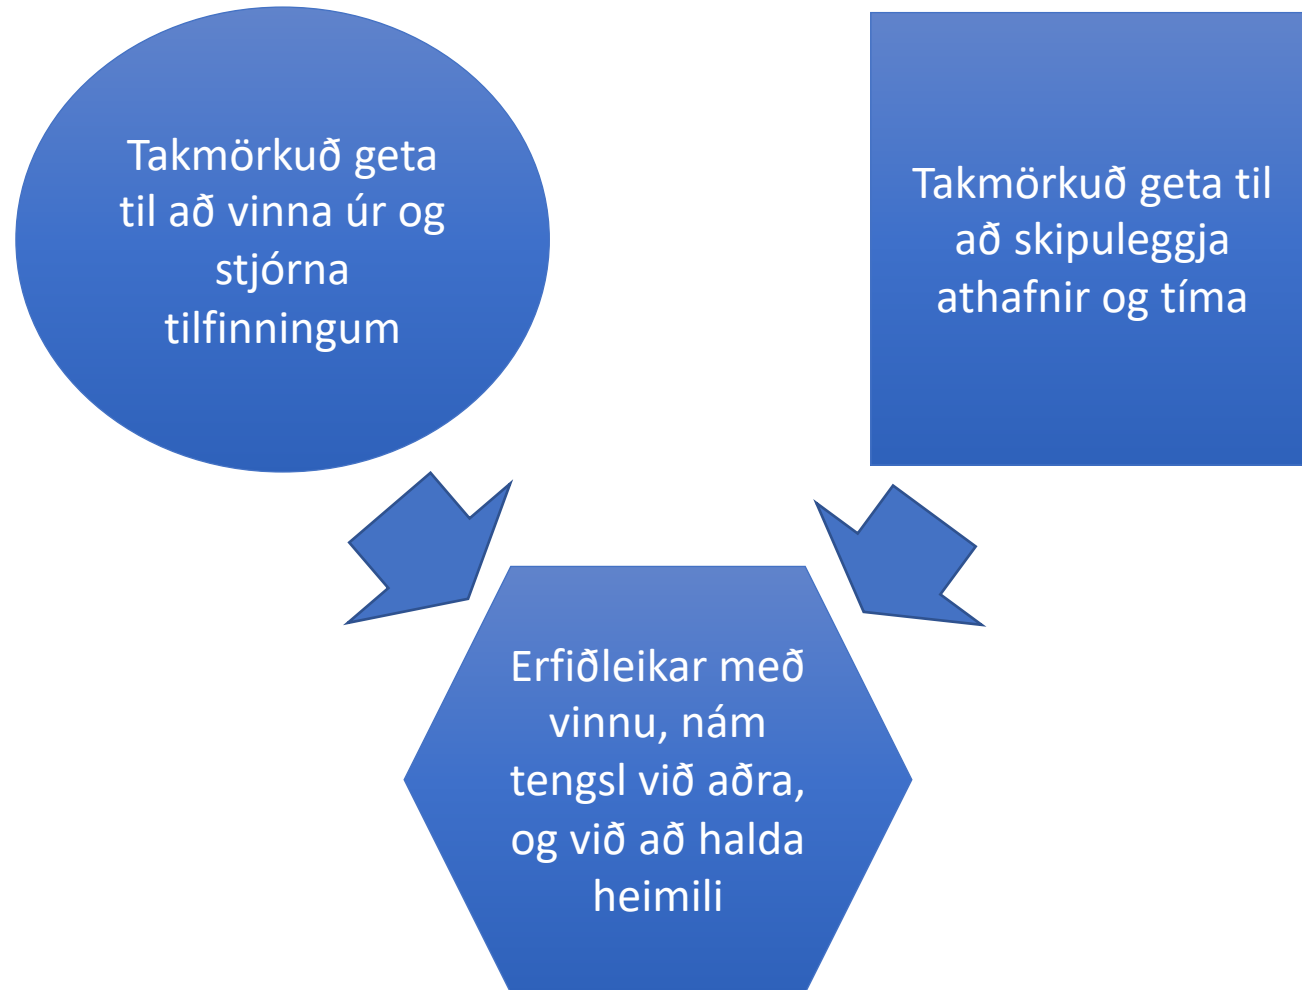 Takmörkuð geta
til að vinna úr og
stjórna
tilfinningum
Takmörkuð geta til
að skipuleggja
athafnir og tíma
Erfiðleikar með
vinnu, nám
tengsl við aðra,
og við að halda
heimili